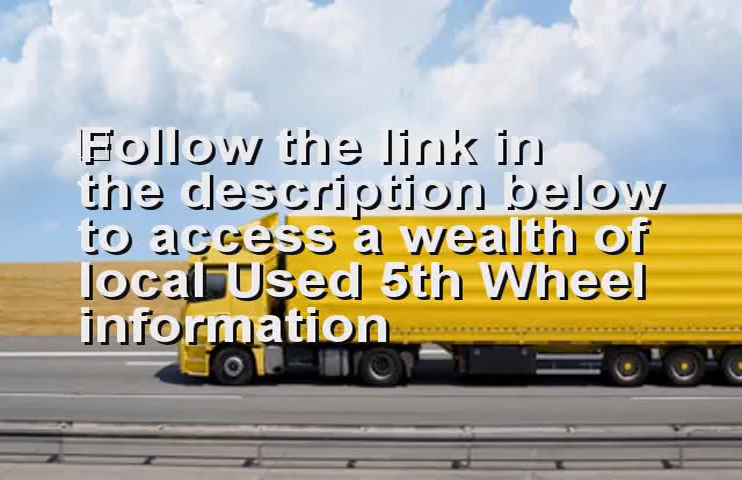 Follow the link in
the description below
to access a wealth of
local Used 5th Wheel
information